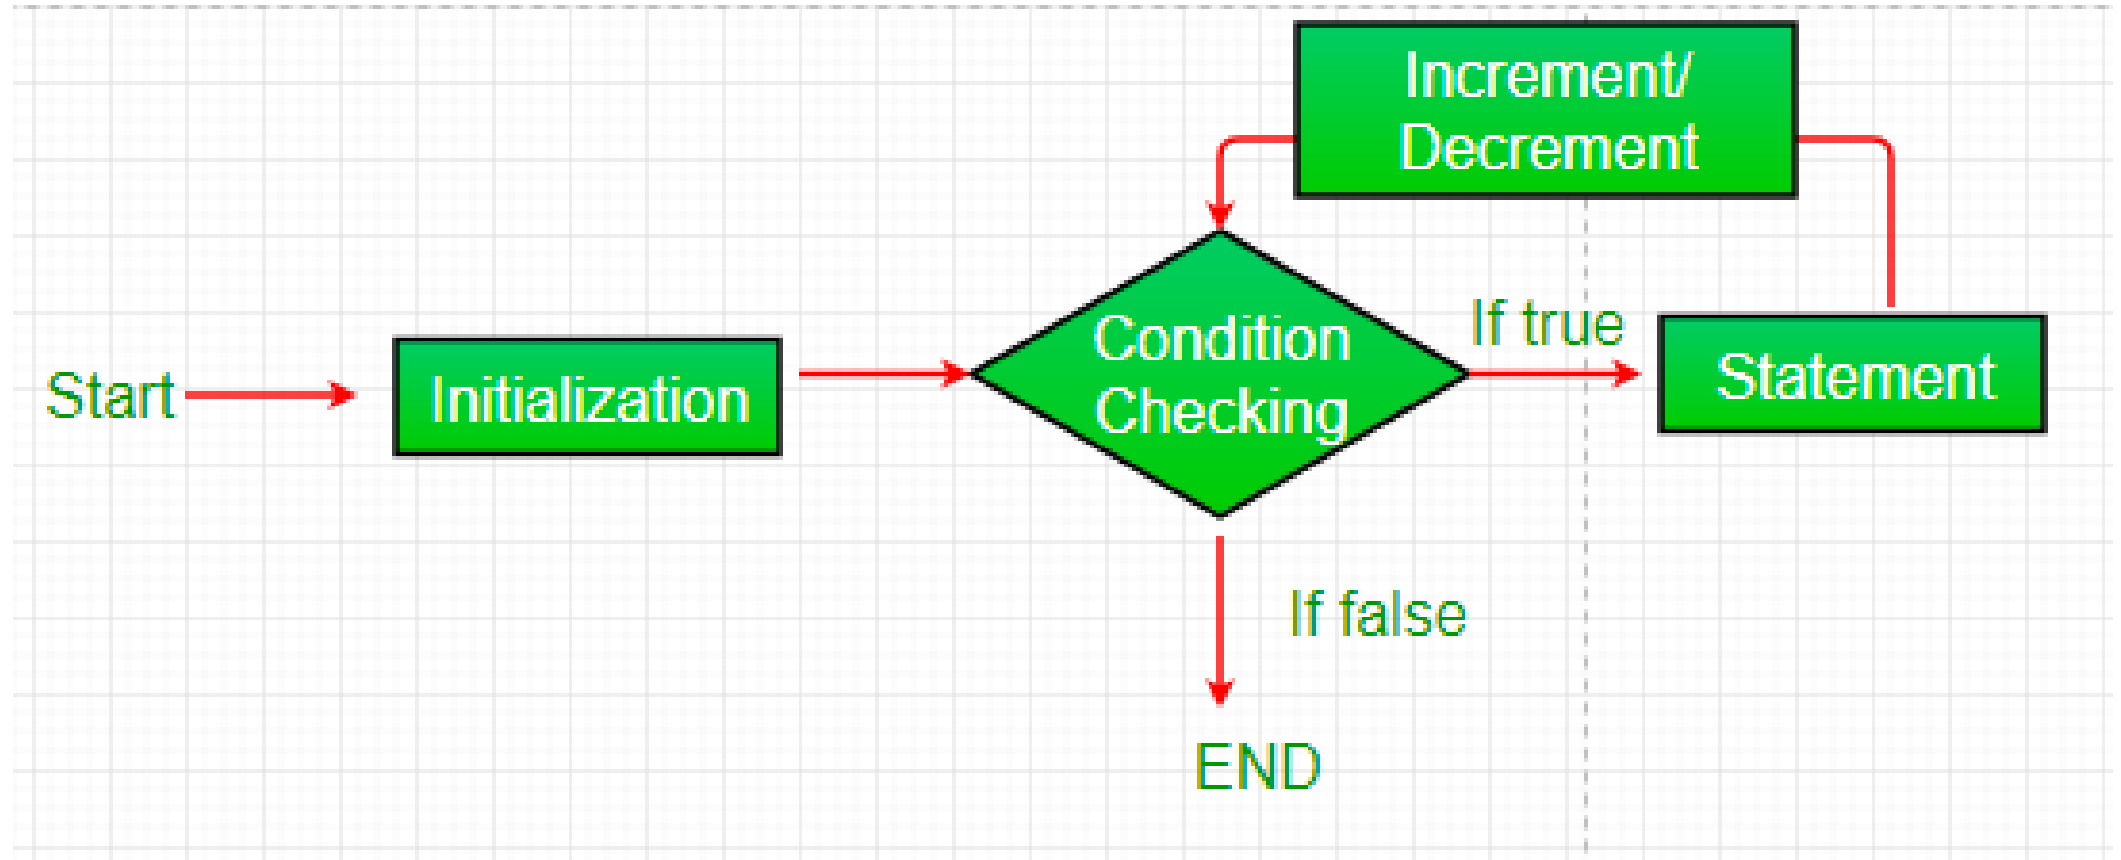 Start
Initialization
Condition
Checking
If true
Statement
Increment/
Decrement
If false
END